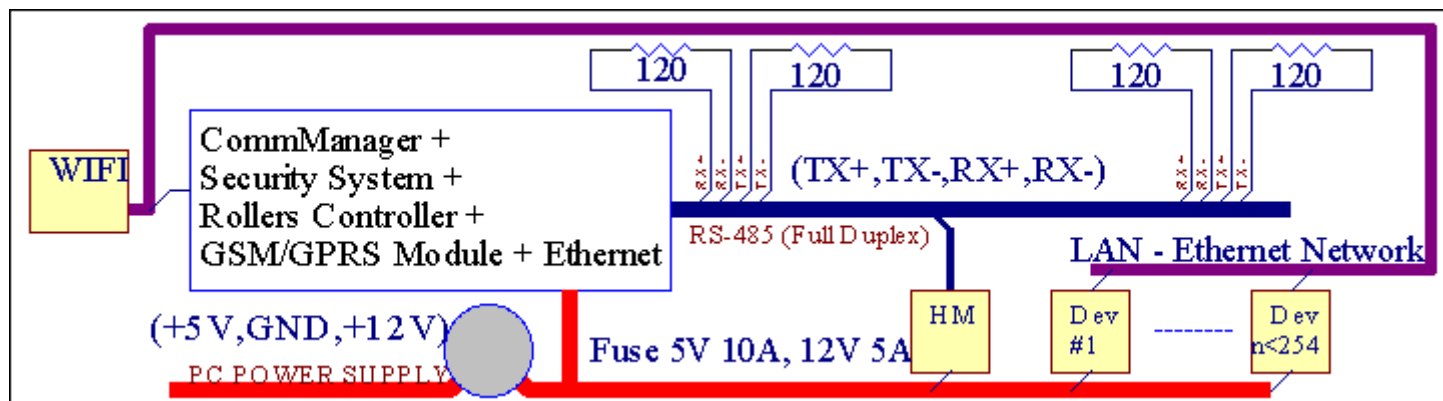 120
120
120
120
WIFI
CommManager +
Security System +
Rollers Controller +
GSM/GPRS Module + Ethernet
RX+
RX-
TX+
TX-
(TX+,TX-,RX+,RX-)
RX+
RX-
TX+
TX-
RS-485 (Full Duplex)
LAN - Ethernet Network
(+5V,GND,+12V)
Fuse 5V 10A, 12V 5A
HM
Dev
#1
Dev
n<254
PC POWER SUPPLY